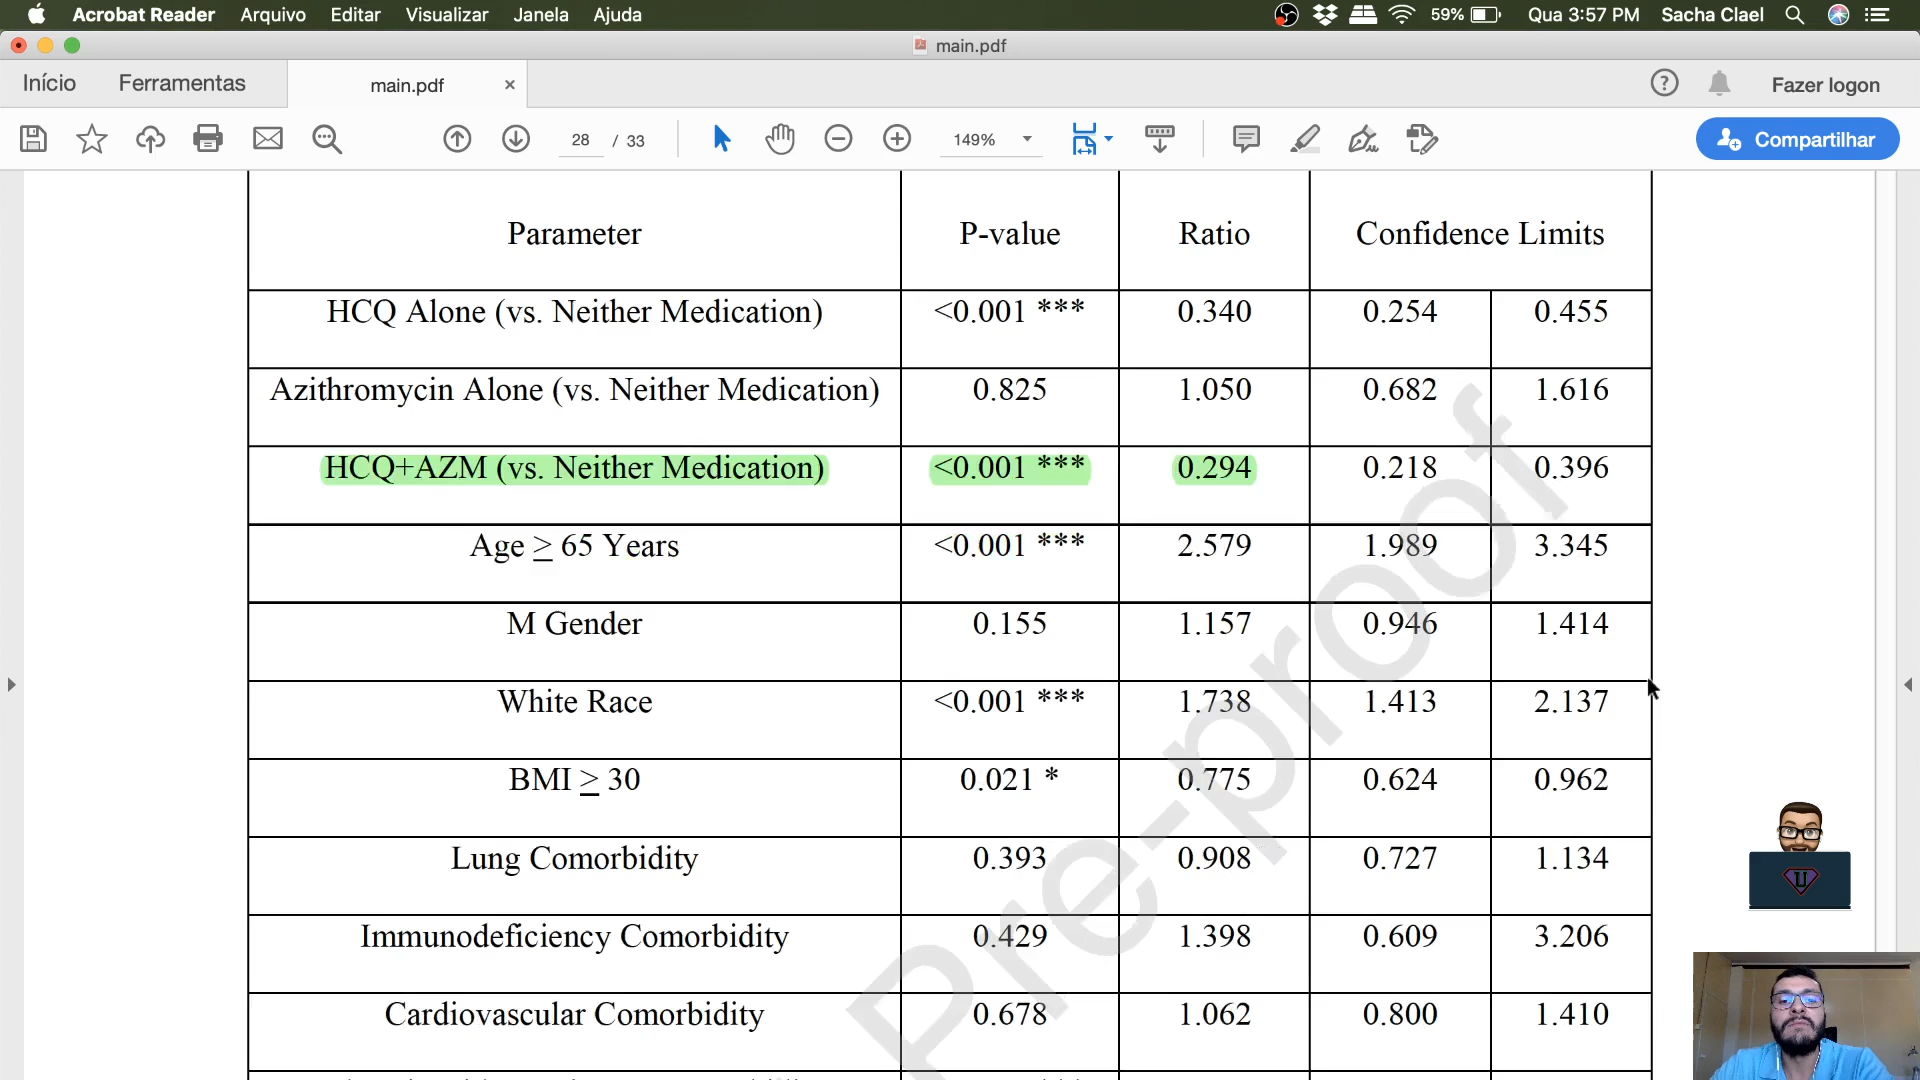 Acrobat Reader Arquivo Editar Visualizar Janela Ajuda 59% Qua 3:57 PM Sacha Clael
main.pdf
Início Ferramentas main.pdf × Fazer logon
28 / 33 149% Compartilhar
Parameter P-value Ratio Confidence Limits
HCQ Alone (vs. Neither Medication) <0.001 *** 0.340 0.254 0.455
Azithromycin Alone (vs. Neither Medication) 0.825 1.050 0.682 1.616
HCQ+AZM (vs. Neither Medication) <0.001 *** 0.294 0.218 0.396
Age ≥ 65 Years <0.001 *** 2.579 1.989 3.345
M Gender 0.155 1.157 0.946 1.414
White Race <0.001 *** 1.738 1.413 2.137
BMI ≥ 30 0.021 * 0.775 0.624 0.962
Lung Comorbidity 0.393 0.908 0.727 1.134
Immunodeficiency Comorbidity 0.429 1.398 0.609 3.206
Cardiovascular Comorbidity 0.678 1.062 0.800 1.410
Pre-proof
U